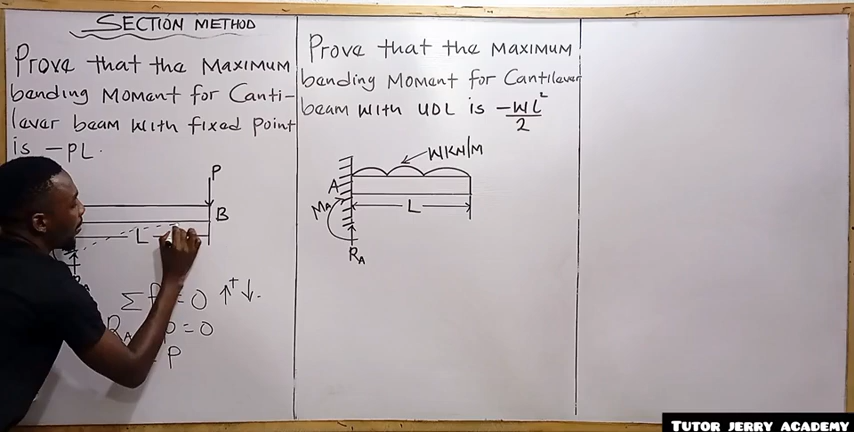 SECTION METHOD
Prove that the MAXIMUM
bending MOMENT for Canti-
lever beam with fixed Point
is -PL.
P
B
L
ΣF = 0 ↑+ ↓-
RA P = 0
P
Prove that the MAXIMUM
bending MOMENT for Cantilever
beam with UDL is -WL²/2
WKN/M
A
MA
L
RA
TUTOR JERRY ACADEMY